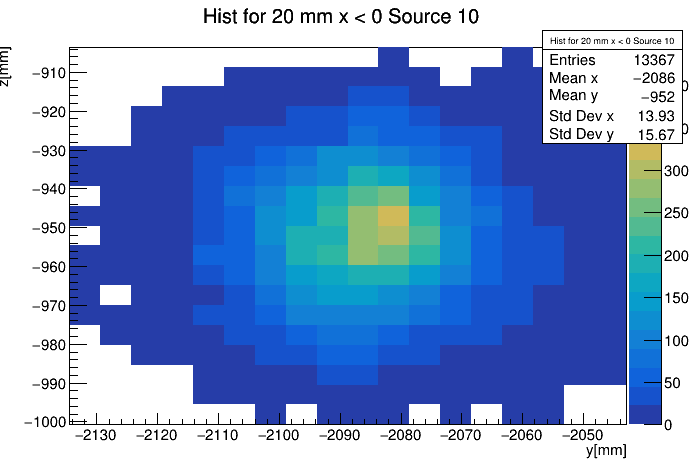 Hist for 20 mm x < 0 Source 10
z[mm]
Hist for 20 mm x < 0 Source 10
Entries 13367
Mean x −2086
Mean y −952
Std Dev x 13.93
Std Dev y 15.67
−910
−920
−930
−940
−950
−960
−970
−980
−990
−1000
300
250
200
150
100
50
0
−2130
−2120
−2110
−2100
−2090
−2080
−2070
−2060
−2050
y[mm]